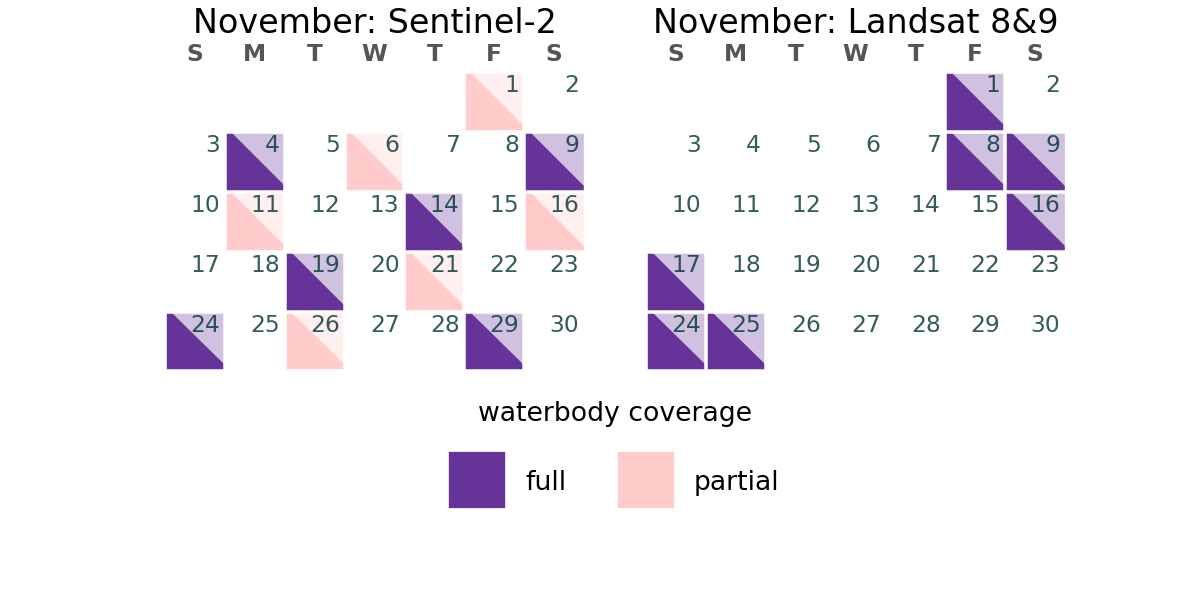 November: Sentinel-2
S M T W T F S
1 2
3 4 5 6 7 8 9
10 11 12 13 14 15 16
17 18 19 20 21 22 23
24 25 26 27 28 29 30
November: Landsat 8&9
S M T W T F S
1 2
3 4 5 6 7 8 9
10 11 12 13 14 15 16
17 18 19 20 21 22 23
24 25 26 27 28 29 30
waterbody coverage
full
partial